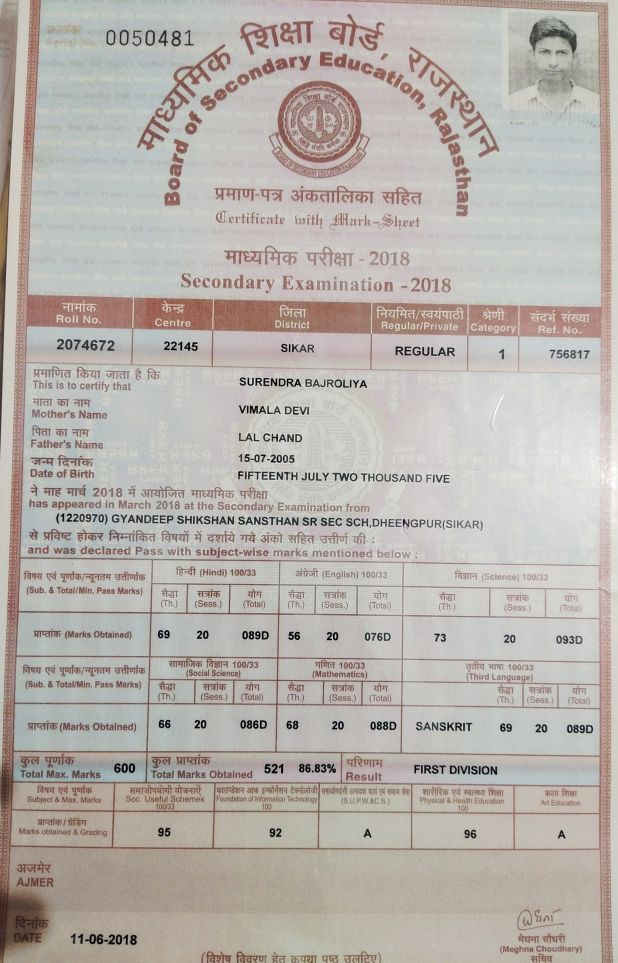 0050481
माध्यमिक शिक्षा बोर्ड, राजस्थान
Board of Secondary Education, Rajasthan
प्रमाण-पत्र अंकतालिका सहित
Certificate with Mark-Sheet
माध्यमिक परीक्षा - 2018
Secondary Examination - 2018
नामांक केन्द्र जिला नियमित/स्वयंपाठी श्रेणी संदर्भ संख्या
Roll No. Centre District Regular/Private Category Ref. No.
2074672 22145 SIKAR REGULAR 1 756817
प्रमाणित किया जाता है कि
This is to certify that SURENDRA BAJROLIYA
माता का नाम
Mother's Name VIMALA DEVI
पिता का नाम
Father's Name LAL CHAND
जन्म दिनांक 15-07-2005
Date of Birth FIFTEENTH JULY TWO THOUSAND FIVE
ने माह मार्च 2018 में आयोजित माध्यमिक परीक्षा
has appeared in March 2018 at the Secondary Examination from
(1220970) GYANDEEP SHIKSHAN SANSTHAN SR SEC SCH,DHEENGPUR(SIKAR)
से प्रविष्ट होकर निम्नांकित विषयों में दर्शाये गये अंको सहित उत्तीर्ण की :
and was declared Pass with subject-wise marks mentioned below :
विषय एवं पूर्णांक/न्यूनतम उत्तीर्णांक हिन्दी (Hindi) 100/33 अंग्रेजी (English) 100/33 विज्ञान (Science) 100/33
(Sub. & Total/Min. Pass Marks) सैद्धा सत्रांक योग सैद्धा सत्रांक योग सैद्धा सत्रांक योग
(Th.) (Sess.) (Total) (Th.) (Sess.) (Total) (Th.) (Sess.) (Total)
प्राप्तांक (Marks Obtained) 69 20 089D 56 20 076D 73 20 093D
विषय एवं पूर्णांक/न्यूनतम उत्तीर्णांक सामाजिक विज्ञान 100/33 गणित 100/33 तृतीय भाषा 100/33
(Sub. & Total/Min. Pass Marks) (Social Science) (Mathematics) (Third Language)
सैद्धा सत्रांक योग सैद्धा सत्रांक योग सैद्धा सत्रांक योग
(Th.) (Sess.) (Total) (Th.) (Sess.) (Total) (Th.) (Sess.) (Total)
प्राप्तांक (Marks Obtained) 66 20 086D 68 20 088D SANSKRIT 69 20 089D
कुल पूर्णांक कुल प्राप्तांक परिणाम
Total Max. Marks 600 Total Marks Obtained 521 86.83% Result FIRST DIVISION
विषय एवं पूर्णांक समाजोपयोगी योजनाऐं फाउन्डेशन आफ इन्फोर्मेशन टेक्नोलोजी शारीरिक एवं स्वास्थ्य शिक्षा कला शिक्षा
Subject & Max. Marks Soc. Useful Schemes Foundation of Information Technology (S.U.P.W.&C.S.) Physical & Health Education Art Education
100/33 100 100
प्राप्तांक / ग्रेडिंग
Marks obtained & Grading 95 92 A 96 A
अजमेर
AJMER
दिनांक
DATE 11-06-2018
मेघना चौधरी
(Meghna Choudhary)
सचिव
(विशेष विवरण हेतु कृपया पृष्ठ उलटिए)